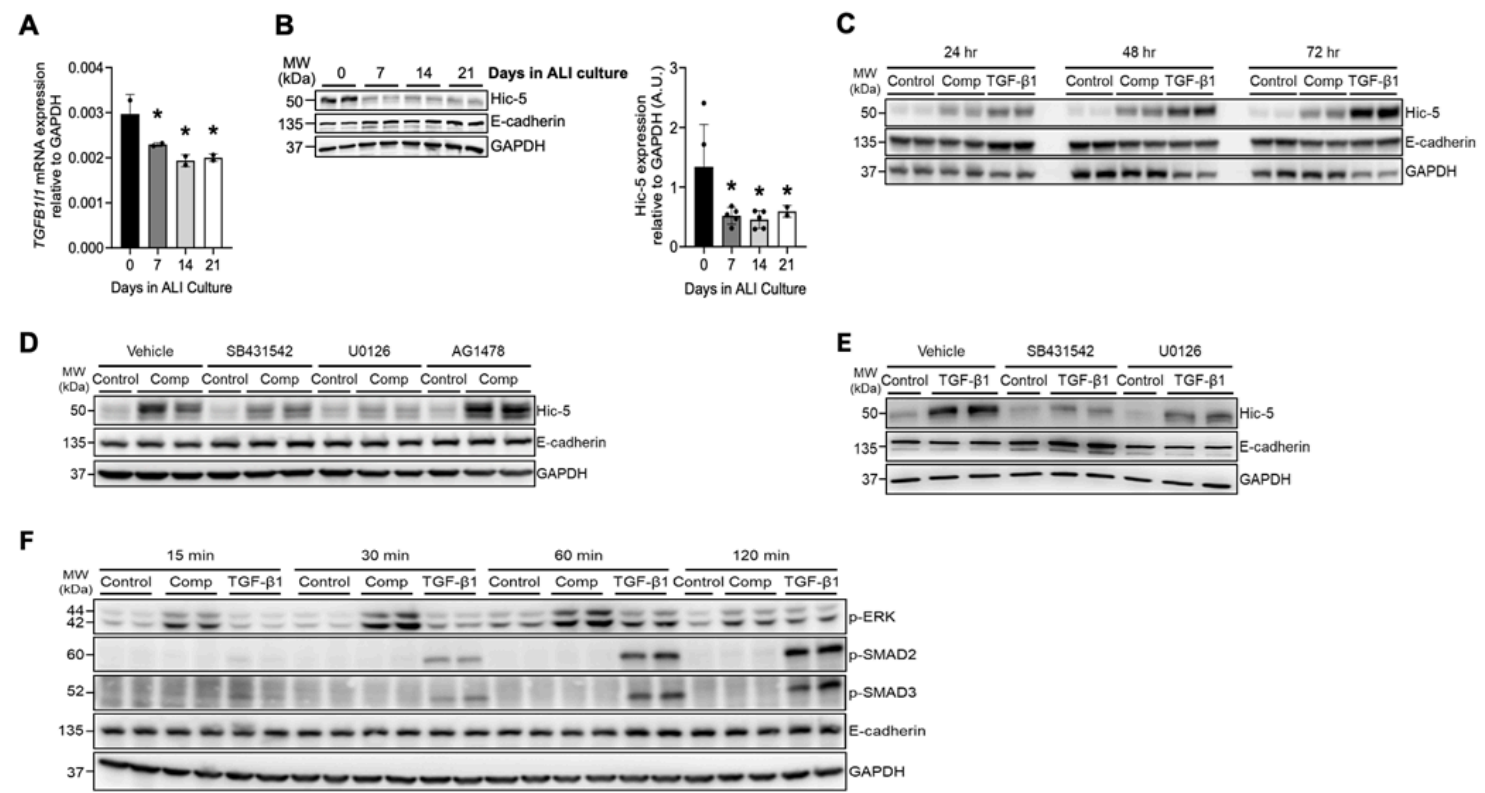 A
TGFB1I1 mRNA expression
relative to GAPDH
0.004
0.003
0.002
0.001
0.000
* * *
0 7 14 21
Days in ALI Culture
B
MW
(kDa)
0 7 14 21 Days in ALI culture
50 Hic-5
135 E-cadherin
37 GAPDH
Hic-5 expression
relative to GAPDH (A.U.)
3
2
1
0
* * *
0 7 14 21
Days in ALI Culture
C
24 hr 48 hr 72 hr
MW
(kDa)
Control Comp TGF-β1 Control Comp TGF-β1 Control Comp TGF-β1
50 Hic-5
135 E-cadherin
37 GAPDH
D
Vehicle SB431542 U0126 AG1478
MW
(kDa)
Control Comp Control Comp Control Comp Control Comp
50 Hic-5
135 E-cadherin
37 GAPDH
E
Vehicle SB431542 U0126
MW
(kDa)
Control TGF-β1 Control TGF-β1 Control TGF-β1
50 Hic-5
135 E-cadherin
37 GAPDH
F
15 min 30 min 60 min 120 min
MW
(kDa)
Control Comp TGF-β1 Control Comp TGF-β1 Control Comp TGF-β1 Control Comp TGF-β1
44
42 p-ERK
60 p-SMAD2
52 p-SMAD3
135 E-cadherin
37 GAPDH